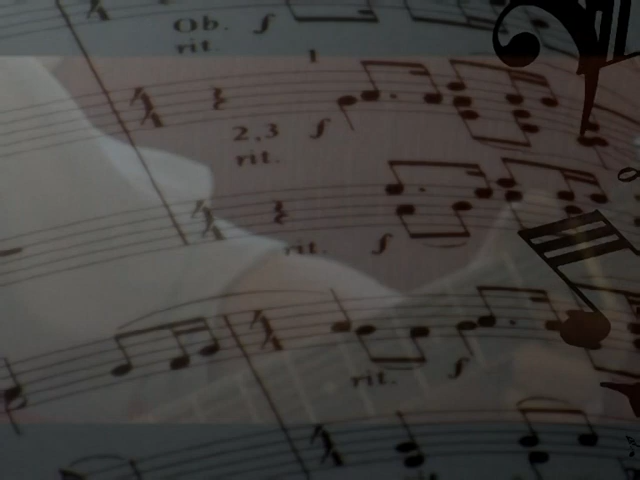 Ob. f
rit.
1
2,3 f
rit.
rit. f
rit. f